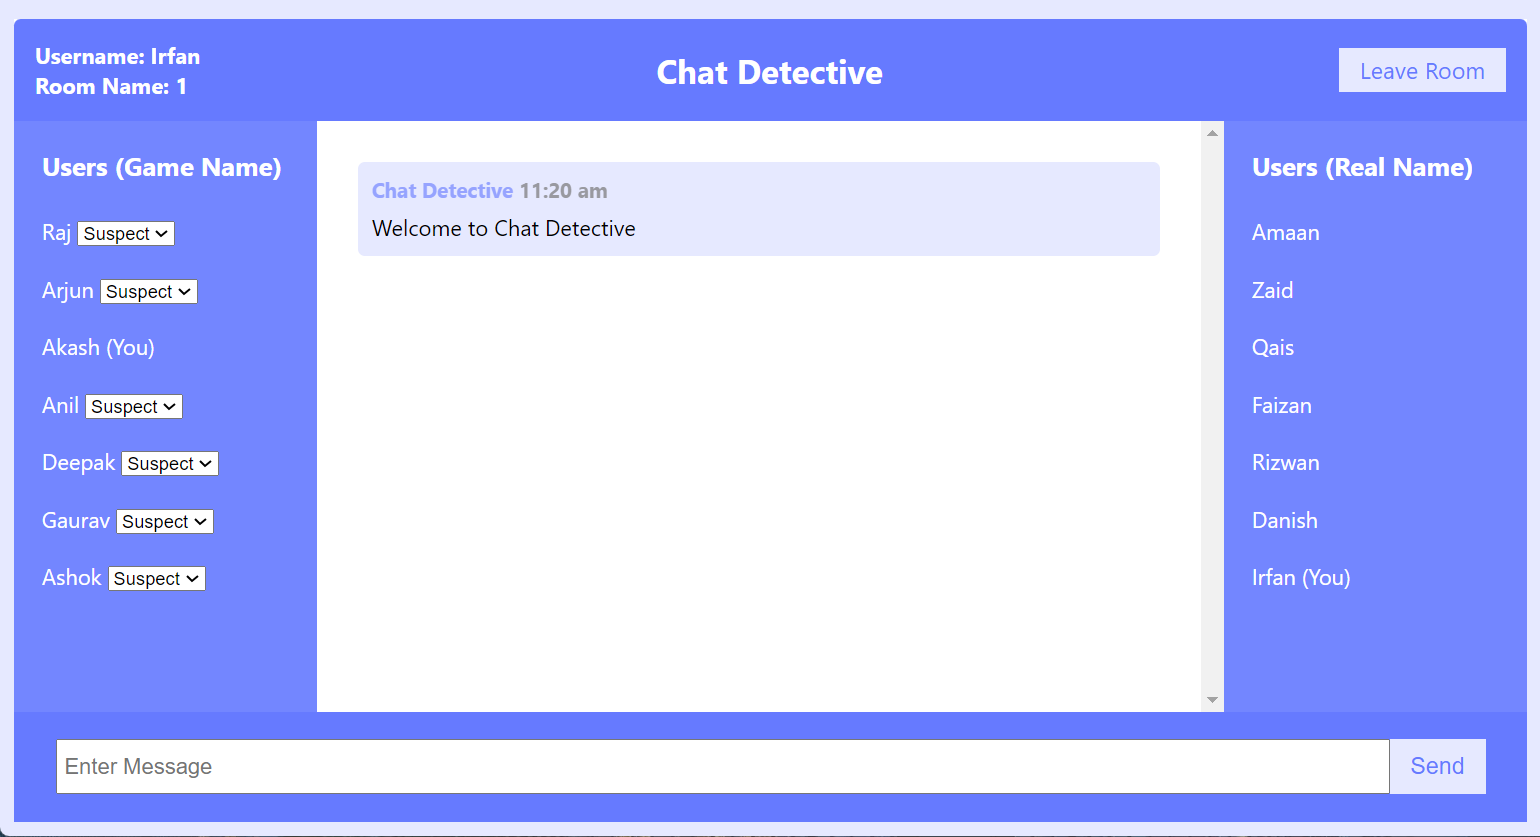 Username: Irfan
Room Name: 1
Chat Detective
Leave Room
Users (Game Name)
Raj Suspect
Arjun Suspect
Akash (You)
Anil Suspect
Deepak Suspect
Gaurav Suspect
Ashok Suspect
Chat Detective 11:20 am
Welcome to Chat Detective
Users (Real Name)
Amaan
Zaid
Qais
Faizan
Rizwan
Danish
Irfan (You)
Enter Message
Send